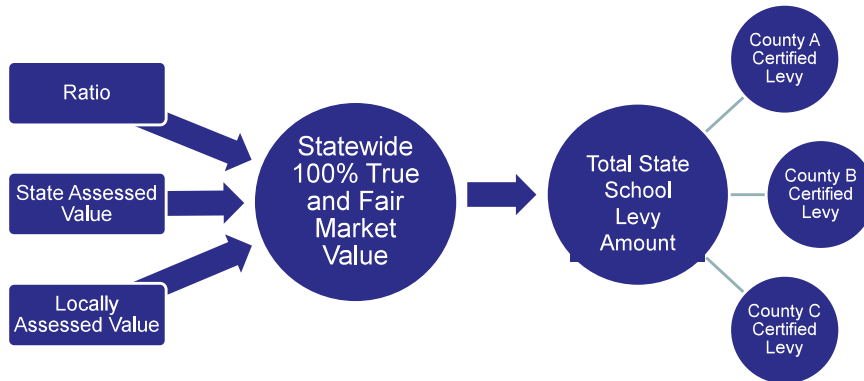 Ratio
State Assessed
Value
Locally
Assessed Value
Statewide
100% True
and Fair
Market
Value
Total State
School
Levy
Amount
County A
Certified
Levy
County B
Certified
Levy
County C
Certified
Levy